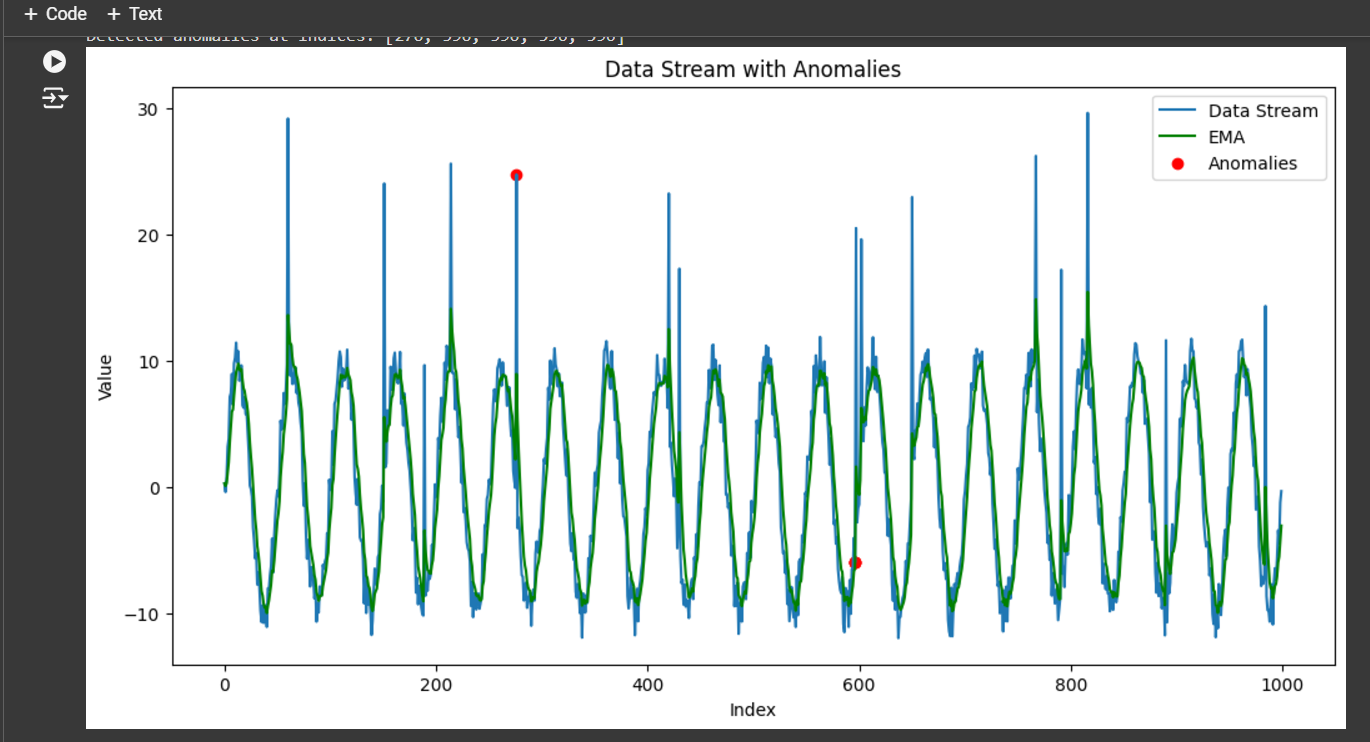 + Code + Text
Detected anomalies at indices: [276, 596, 596, 596, 596]
Data Stream with Anomalies
Data Stream
EMA
Anomalies
30
20
10
0
−10
Value
0 200 400 600 800 1000
Index